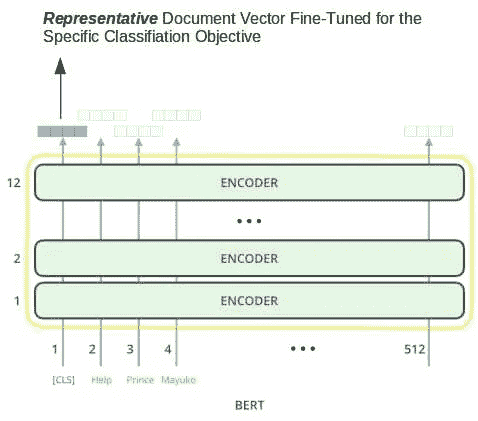 Representative Document Vector Fine-Tuned for the
Specific Classifiation Objective
12 ENCODER
...
2 ENCODER
1 ENCODER
1 2 3 4 ... 512
[CLS] Help Prince Mayuko
BERT